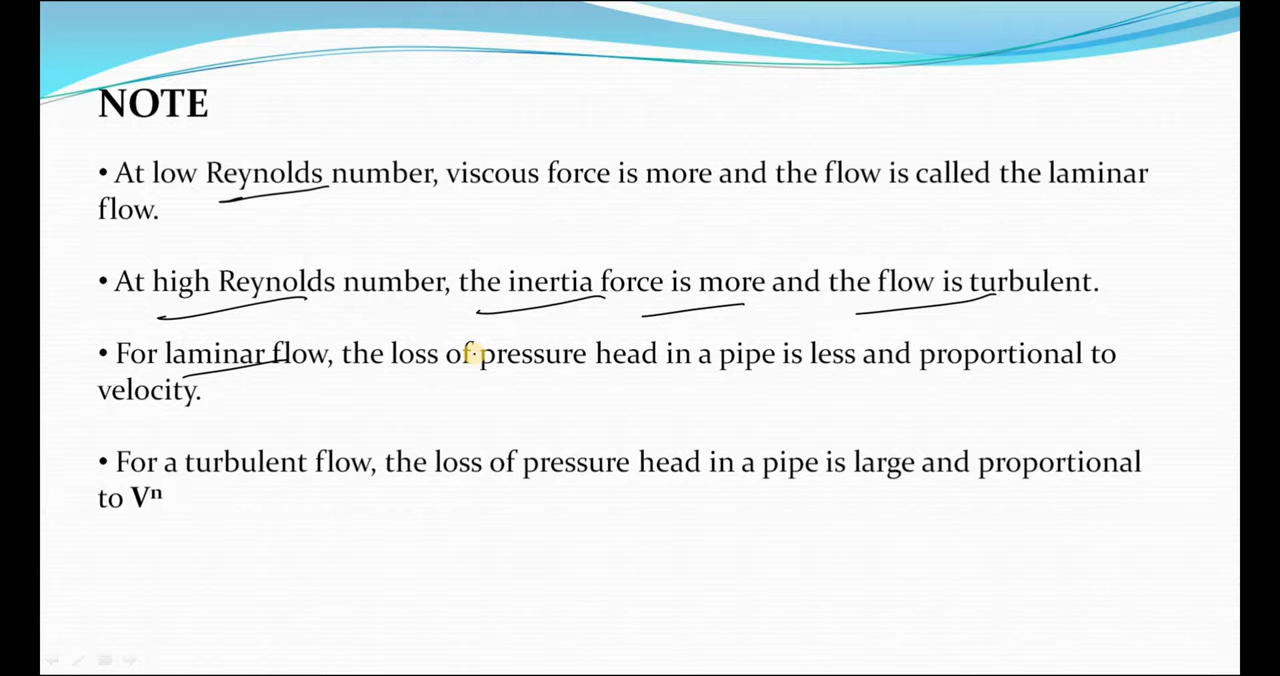 NOTE
• At low Reynolds number, viscous force is more and the flow is called the laminar
flow.
• At high Reynolds number, the inertia force is more and the flow is turbulent.
• For laminar flow, the loss of pressure head in a pipe is less and proportional to
velocity.
• For a turbulent flow, the loss of pressure head in a pipe is large and proportional
to Vⁿ